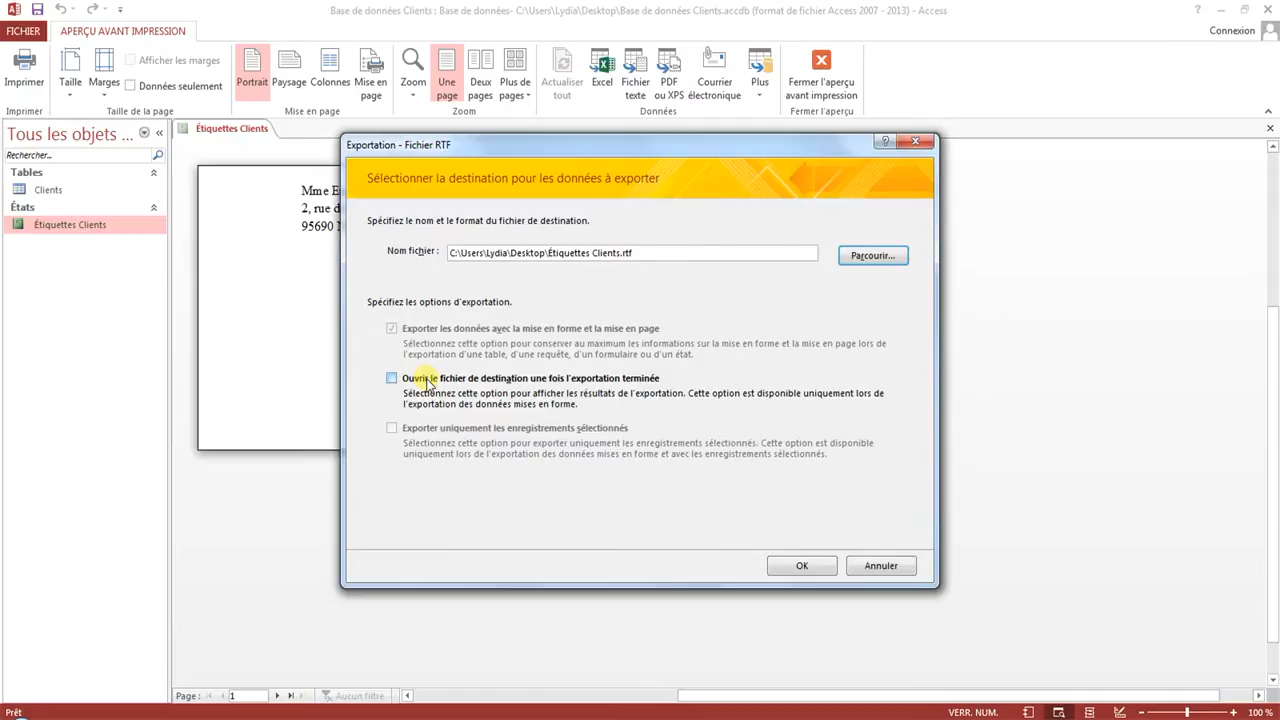 Base de données Clients : Base de données- C:\Users\Lydia\Desktop\Base de données Clients.accdb (format de fichier Access 2007 - 2013) - Access
FICHIER
APERÇU AVANT IMPRESSION
Connexion
Imprimer
Taille
Marges
Afficher les marges
Données seulement
Portrait
Paysage
Colonnes
Mise en page
Zoom
Une page
Deux pages
Plus de pages
Actualiser tout
Excel
Fichier texte
PDF ou XPS
Courrier électronique
Plus
Fermer l'aperçu avant impression
Imprimer
Taille de la page
Mise en page
Zoom
Données
Fermer l'aperçu
Tous les objets ...
Rechercher...
Tables
Clients
États
Étiquettes Clients
Étiquettes Clients
Mme E
2, rue d
95690
Exportation - Fichier RTF
Sélectionner la destination pour les données à exporter
Spécifiez le nom et le format du fichier de destination.
Nom fichier :
C:\Users\Lydia\Desktop\Étiquettes Clients.rtf
Parcourir...
Spécifiez les options d'exportation.
Exporter les données avec la mise en forme et la mise en page
Sélectionnez cette option pour conserver au maximum les informations sur la mise en forme et la mise en page lors de
l'exportation d'une table, d'une requête, d'un formulaire ou d'un état.
Ouvrir le fichier de destination une fois l'exportation terminée
Sélectionnez cette option pour afficher les résultats de l'exportation. Cette option est disponible uniquement lors de
l'exportation des données mises en forme.
Exporter uniquement les enregistrements sélectionnés
Sélectionnez cette option pour exporter uniquement les enregistrements sélectionnés. Cette option est disponible
uniquement lors de l'exportation des données mises en forme et avec les enregistrements sélectionnés.
OK
Annuler
Page :
1
Aucun filtre
Prêt
VERR. NUM.
100 %